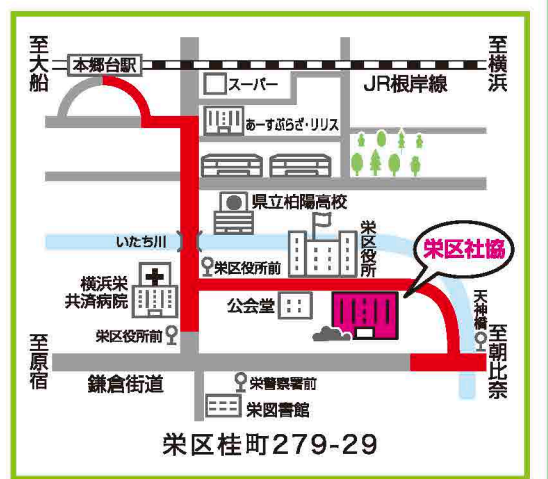 至大船
本郷台駅
スーパー
JR根岸線
至横浜
あーすぷらざ・リリス
県立柏陽高校
いたち川
栄区役所
栄区社協
栄区役所前
横浜栄
共済病院
公会堂
天神橋
栄区役所前
至原宿
至朝比奈
鎌倉街道
栄警察署前
栄図書館
栄区桂町279-29